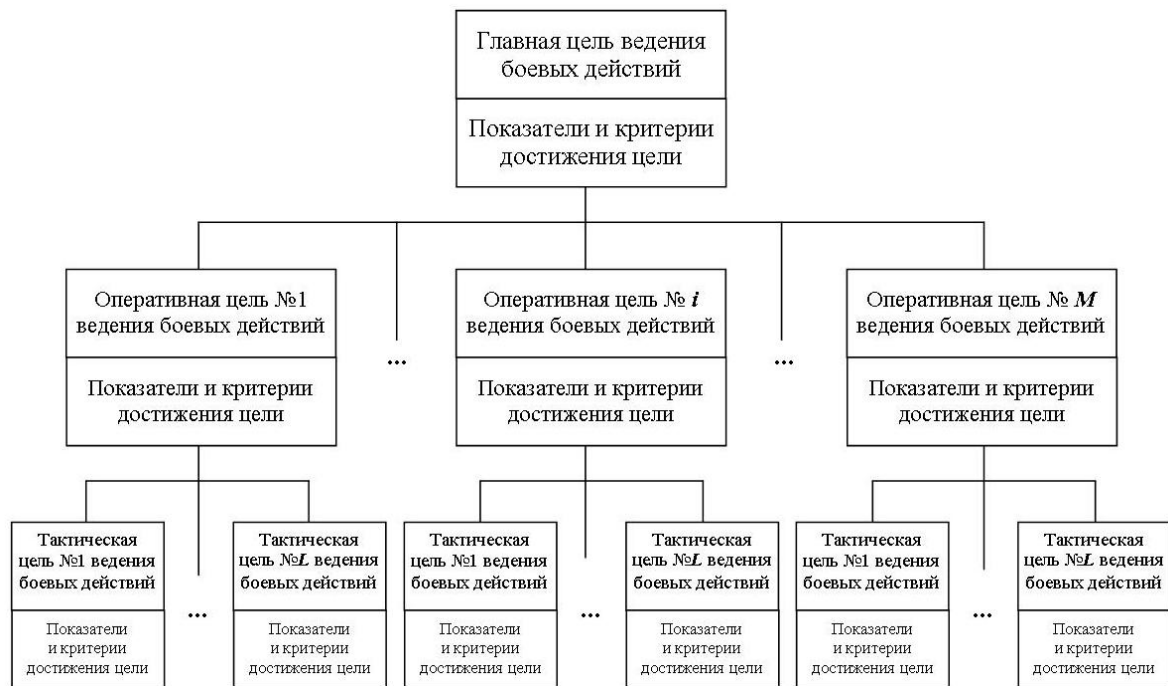 Главная цель ведения
боевых действий
Показатели и критерии
достижения цели
Оперативная цель №1
ведения боевых действий
Показатели и критерии
достижения цели
...
Оперативная цель № i
ведения боевых действий
Показатели и критерии
достижения цели
...
Оперативная цель № M
ведения боевых действий
Показатели и критерии
достижения цели
Тактическая
цель №1 ведения
боевых действий
Показатели
и критерии
достижения цели
...
Тактическая
цель №L ведения
боевых действий
Показатели
и критерии
достижения цели
Тактическая
цель №1 ведения
боевых действий
Показатели
и критерии
достижения цели
...
Тактическая
цель №L ведения
боевых действий
Показатели
и критерии
достижения цели
Тактическая
цель №1 ведения
боевых действий
Показатели
и критерии
достижения цели
...
Тактическая
цель №L ведения
боевых действий
Показатели
и критерии
достижения цели